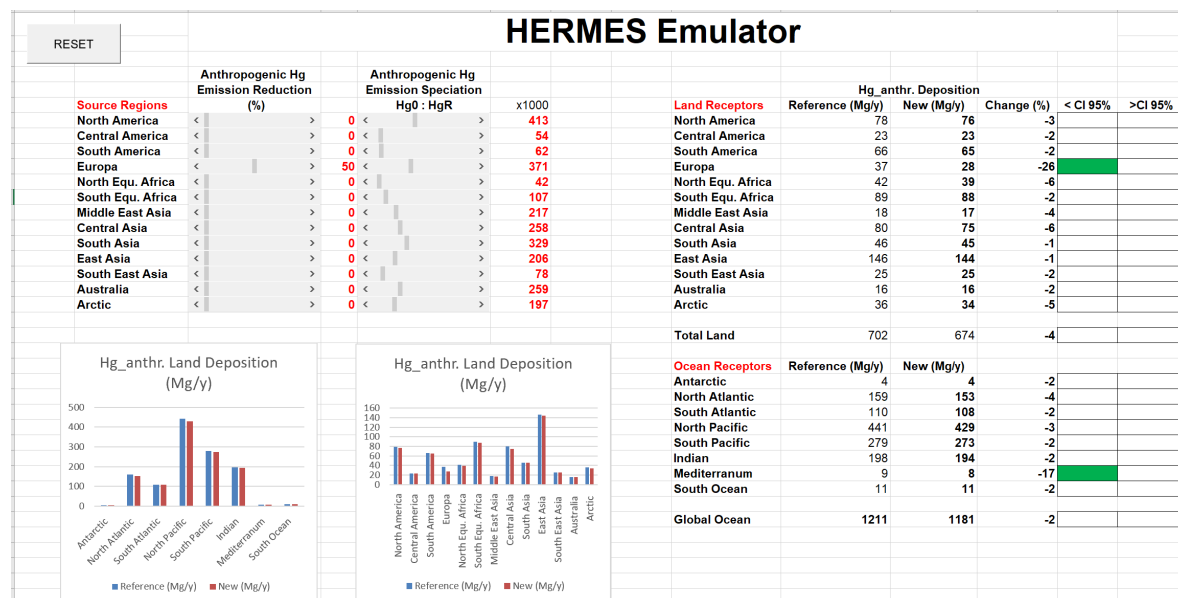 HERMES Emulator
RESET
Anthropogenic Hg Emission Reduction (%)
Anthropogenic Hg Emission Speciation Hg0 : HgR
Source Regions x1000
North America < > 0 < > 413
Central America < > 0 < > 54
South America < > 0 < > 62
Europa < > 50 < > 371
North Equ. Africa < > 0 < > 42
South Equ. Africa < > 0 < > 107
Middle East Asia < > 0 < > 217
Central Asia < > 0 < > 258
South Asia < > 0 < > 329
East Asia < > 0 < > 206
South East Asia < > 0 < > 78
Australia < > 0 < > 259
Arctic < > 0 < > 197
Hg_anthr. Deposition
Land Receptors Reference (Mg/y) New (Mg/y) Change (%) < CI 95% >CI 95%
North America 78 76 -3
Central America 23 23 -2
South America 66 65 -2
Europa 37 28 -26
North Equ. Africa 42 39 -6
South Equ. Africa 89 88 -2
Middle East Asia 18 17 -4
Central Asia 80 75 -6
South Asia 46 45 -1
East Asia 146 144 -1
South East Asia 25 25 -2
Australia 16 16 -2
Arctic 36 34 -5
Total Land 702 674 -4
Ocean Receptors Reference (Mg/y) New (Mg/y)
Antarctic 4 4 -2
North Atlantic 159 153 -4
South Atlantic 110 108 -2
North Pacific 441 429 -3
South Pacific 279 273 -2
Indian 198 194 -2
Mediterranum 9 8 -17
South Ocean 11 11 -2
Global Ocean 1211 1181 -2
Hg_anthr. Land Deposition
(Mg/y)
500
400
300
200
100
0
Antarctic
North Atlantic
South Atlantic
North Pacific
South Pacific
Indian
Mediterranum
South Ocean
Reference (Mg/y) New (Mg/y)
Hg_anthr. Land Deposition
(Mg/y)
160
140
120
100
80
60
40
20
0
North America
Central America
South America
Europa
North Equ. Africa
South Equ. Africa
Middle East Asia
Central Asia
South Asia
East Asia
South East Asia
Australia
Arctic
Reference (Mg/y) New (Mg/y)